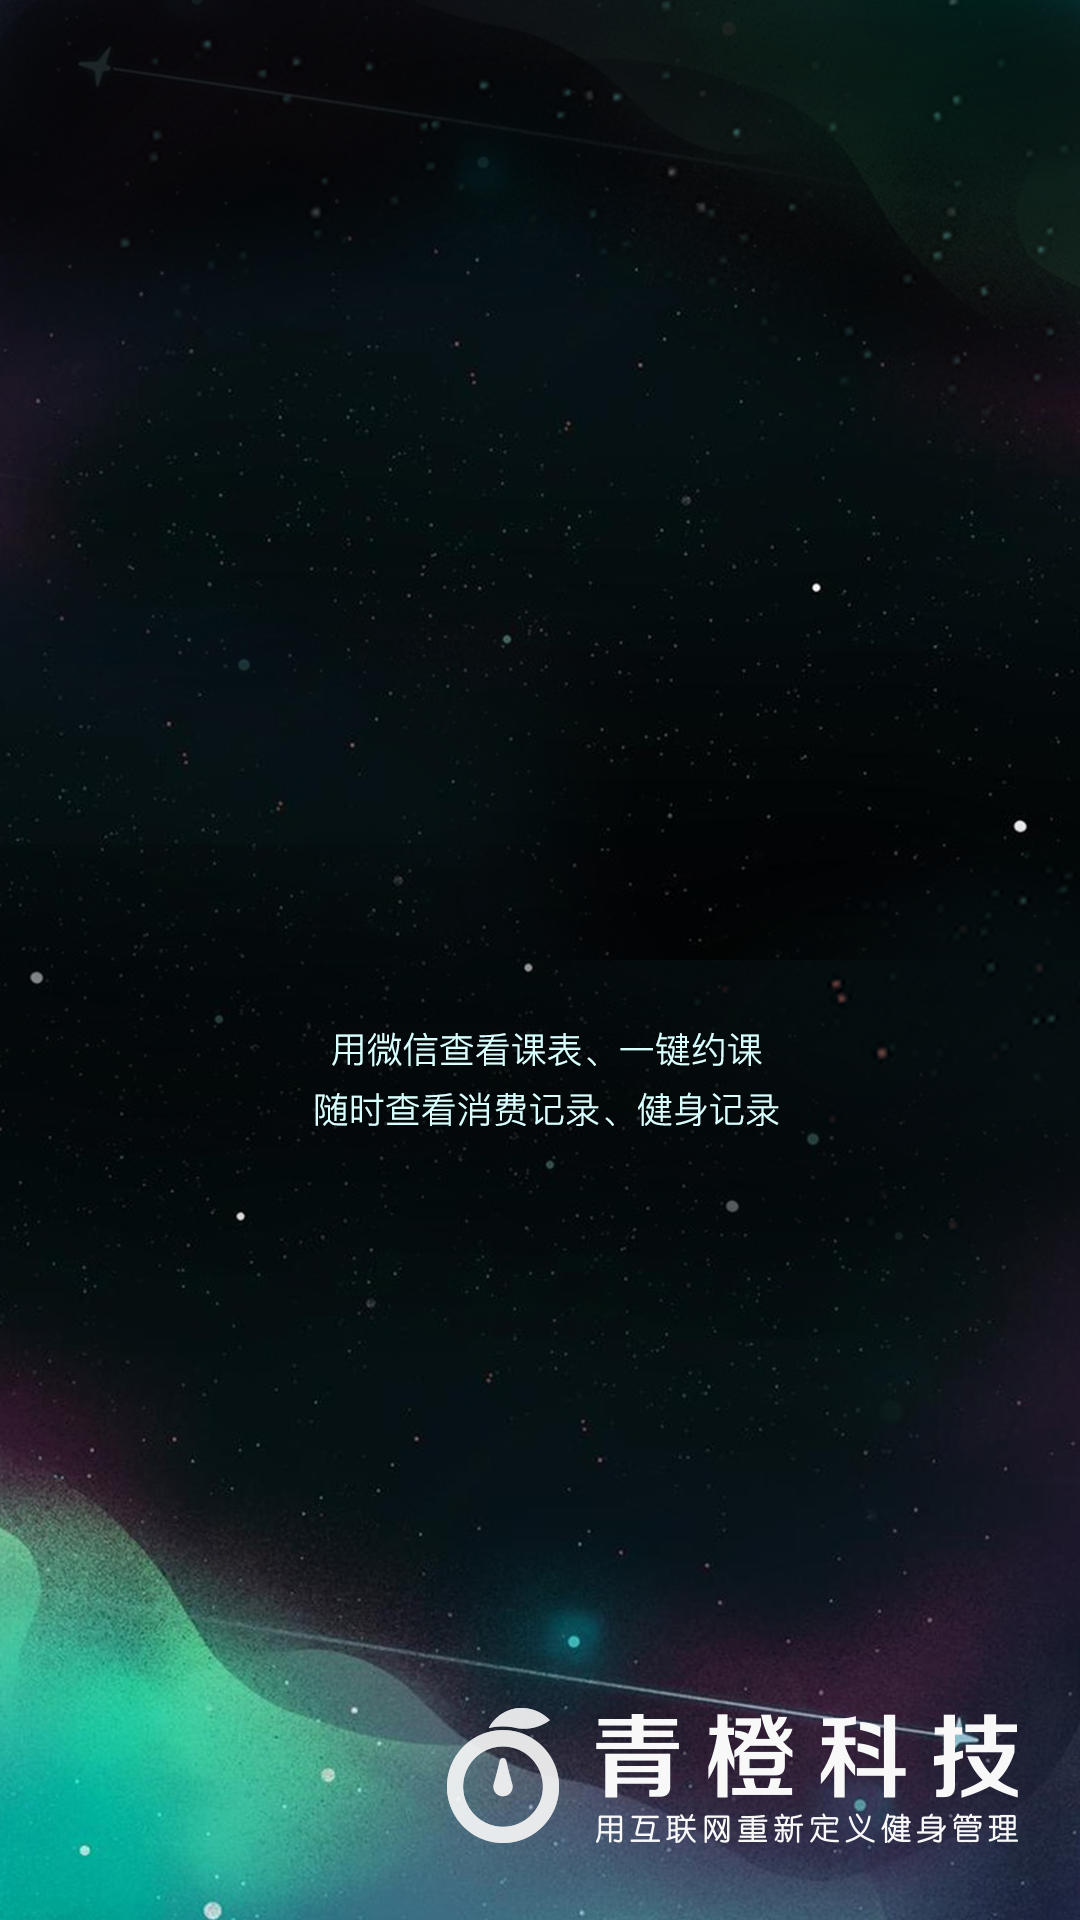 用微信查看课表、一键约课
随时查看消费记录、健身记录
青橙科技
用互联网重新定义健身管理